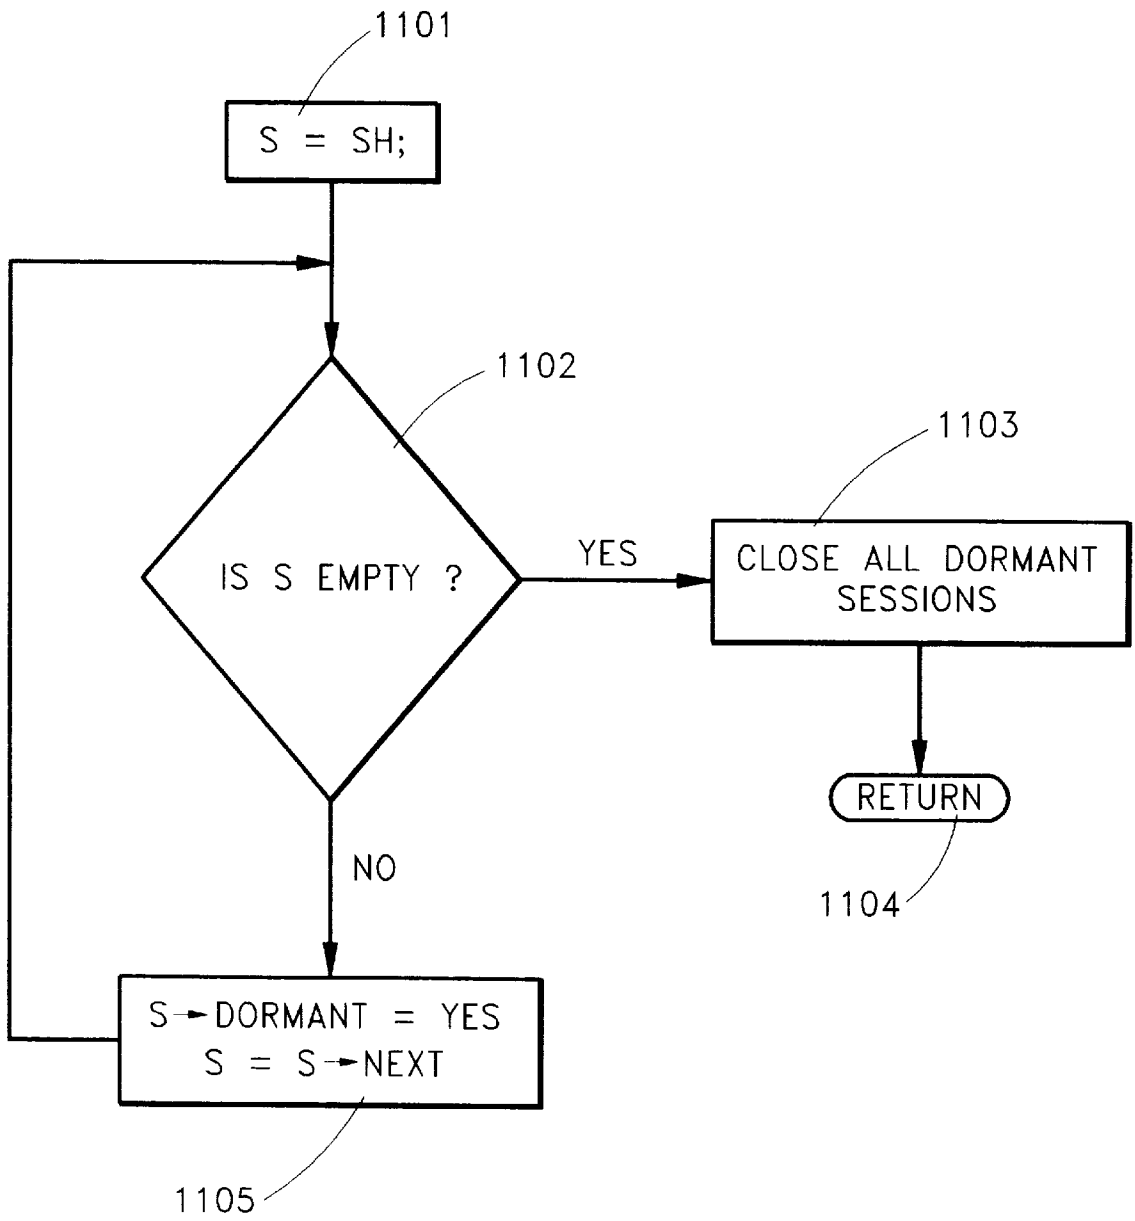 1101
S = SH;
1102
IS S EMPTY ?
YES
1103
CLOSE ALL DORMANT
SESSIONS
RETURN
1104
NO
S→DORMANT = YES
S = S→NEXT
1105